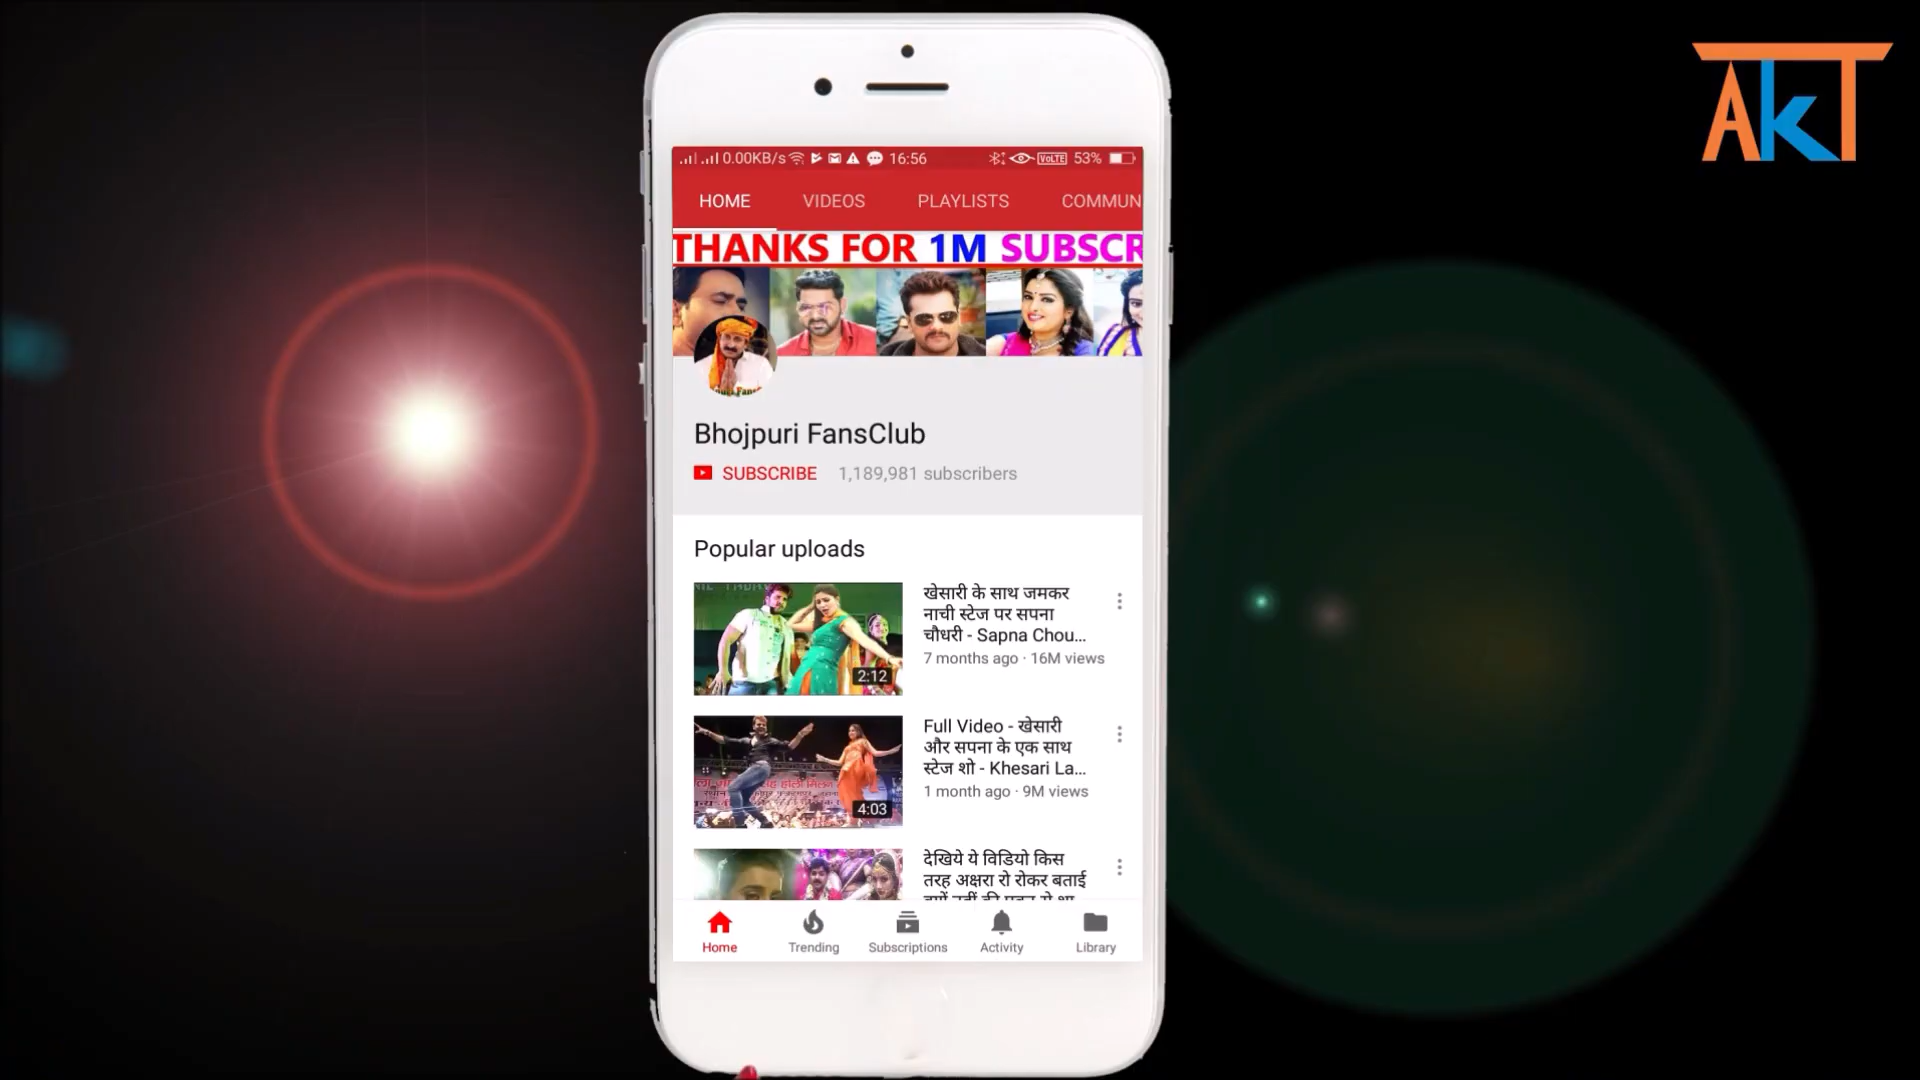 AKT
0.00KB/s 16:56 VoLTE 53%
HOME VIDEOS PLAYLISTS COMMUN
THANKS FOR 1M SUBSCR
Bhojpuri FansClub
SUBSCRIBE 1,189,981 subscribers
Popular uploads
खेसारी के साथ जमकर
नाची स्टेज पर सपना
चौधरी - Sapna Chou...
7 months ago · 16M views
2:12
Full Video - खेसारी
और सपना के एक साथ
स्टेज शो - Khesari La...
1 month ago · 9M views
4:03
देखिये ये विडियो किस
तरह अक्षरा रो रोकर बताई
Home Trending Subscriptions Activity Library